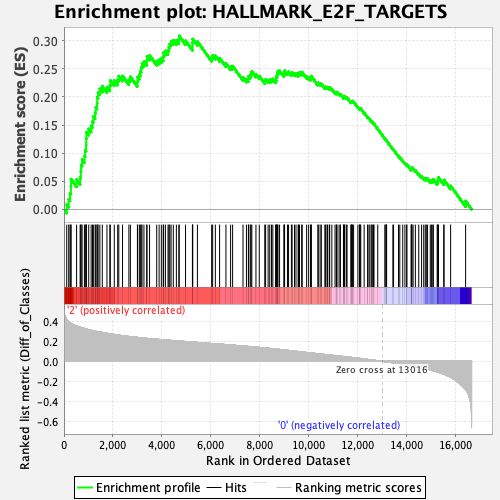 Enrichment plot: HALLMARK_E2F_TARGETS
Enrichment score (ES)
0.30
0.25
0.20
0.15
0.10
0.05
0.00
Ranked list metric (Diff_of_Classes)
'2' (positively correlated)
0.4
0.2
0.0
-0.2
-0.4
-0.6
Zero cross at 13016
'0' (negatively correlated)
0 2,000 4,000 6,000 8,000 10,000 12,000 14,000 16,000
Rank in Ordered Dataset
Enrichment profile Hits Ranking metric scores